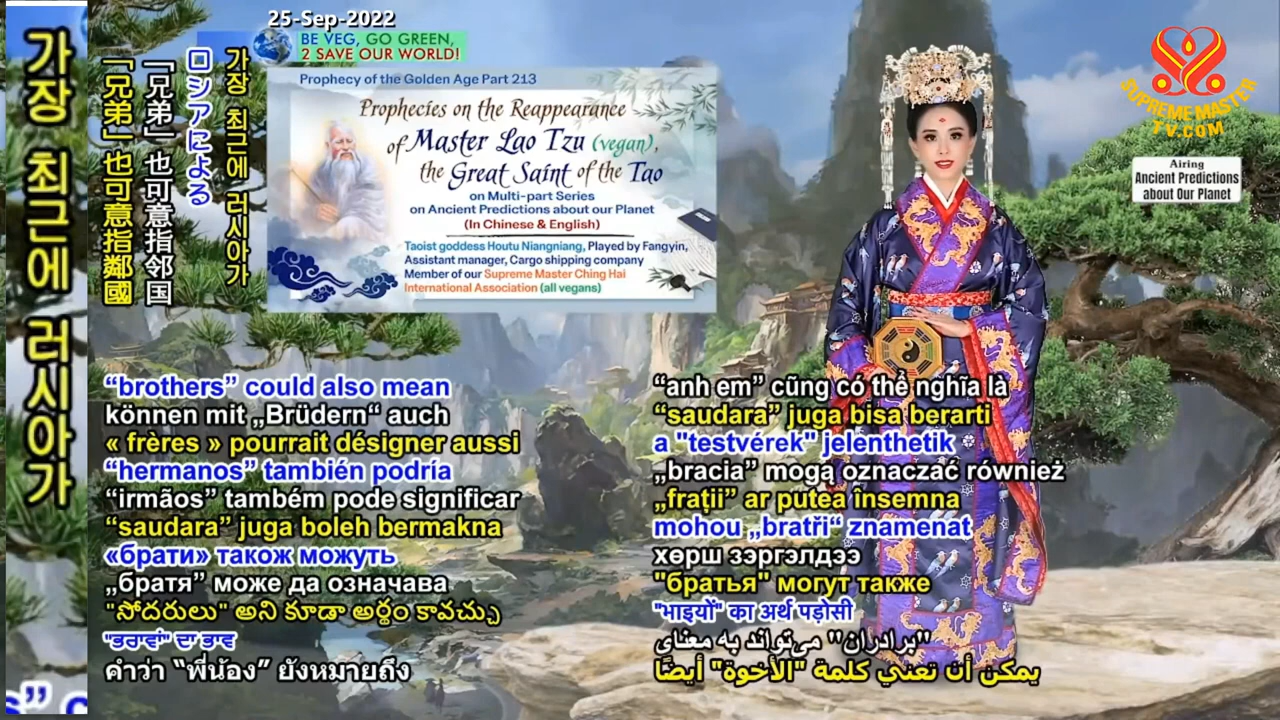 가장 최근에 러시아가
” c
25-Sep-2022
BE VEG, GO GREEN,
2 SAVE OUR WORLD!
가장 최근에 러시아가
ロシアによる
「兄弟」也可意指邻国
「兄弟」也可意指鄰國
Prophecy of the Golden Age Part 213
Prophecies on the Reappearance
of Master Lao Tzu (vegan),
the Great Saint of the Tao
on Multi-part Series
on Ancient Predictions about our Planet
(In Chinese & English)
Taoist goddess Houtu Niangniang, Played by Fangyin,
Assistant manager, Cargo shipping company
Member of our Supreme Master Ching Hai
International Association (all vegans)
SUPREME MASTER
TV.COM
Airing
Ancient Predictions
about Our Planet
“brothers” could also mean
können mit „Brüdern“ auch
« frères » pourrait désigner aussi
“hermanos” también podría
“irmãos” também pode significar
“saudara” juga boleh bermakna
«брати» також можуть
„братя” може да означава
"సోదరులు" అని కూడా అర్థం కావచ్చు
"ਭਰਾਵਾਂ" ਦਾ ਭਾਵ
คำว่า “พี่น้อง” ยังหมายถึง
“anh em” cũng có thể nghĩa là
“saudara” juga bisa berarti
a "testvérek" jelenthetik
„bracia” mogą oznaczać również
„frații” ar putea însemna
mohou „bratři“ znamenat
хөрш зэргэлдээ
"братья" могут также
"भाइयों" का अर्थ पड़ोसी
"برادران" می‌تواند به معنای
يمكن أن تعني كلمة "الأخوة" أيضًا